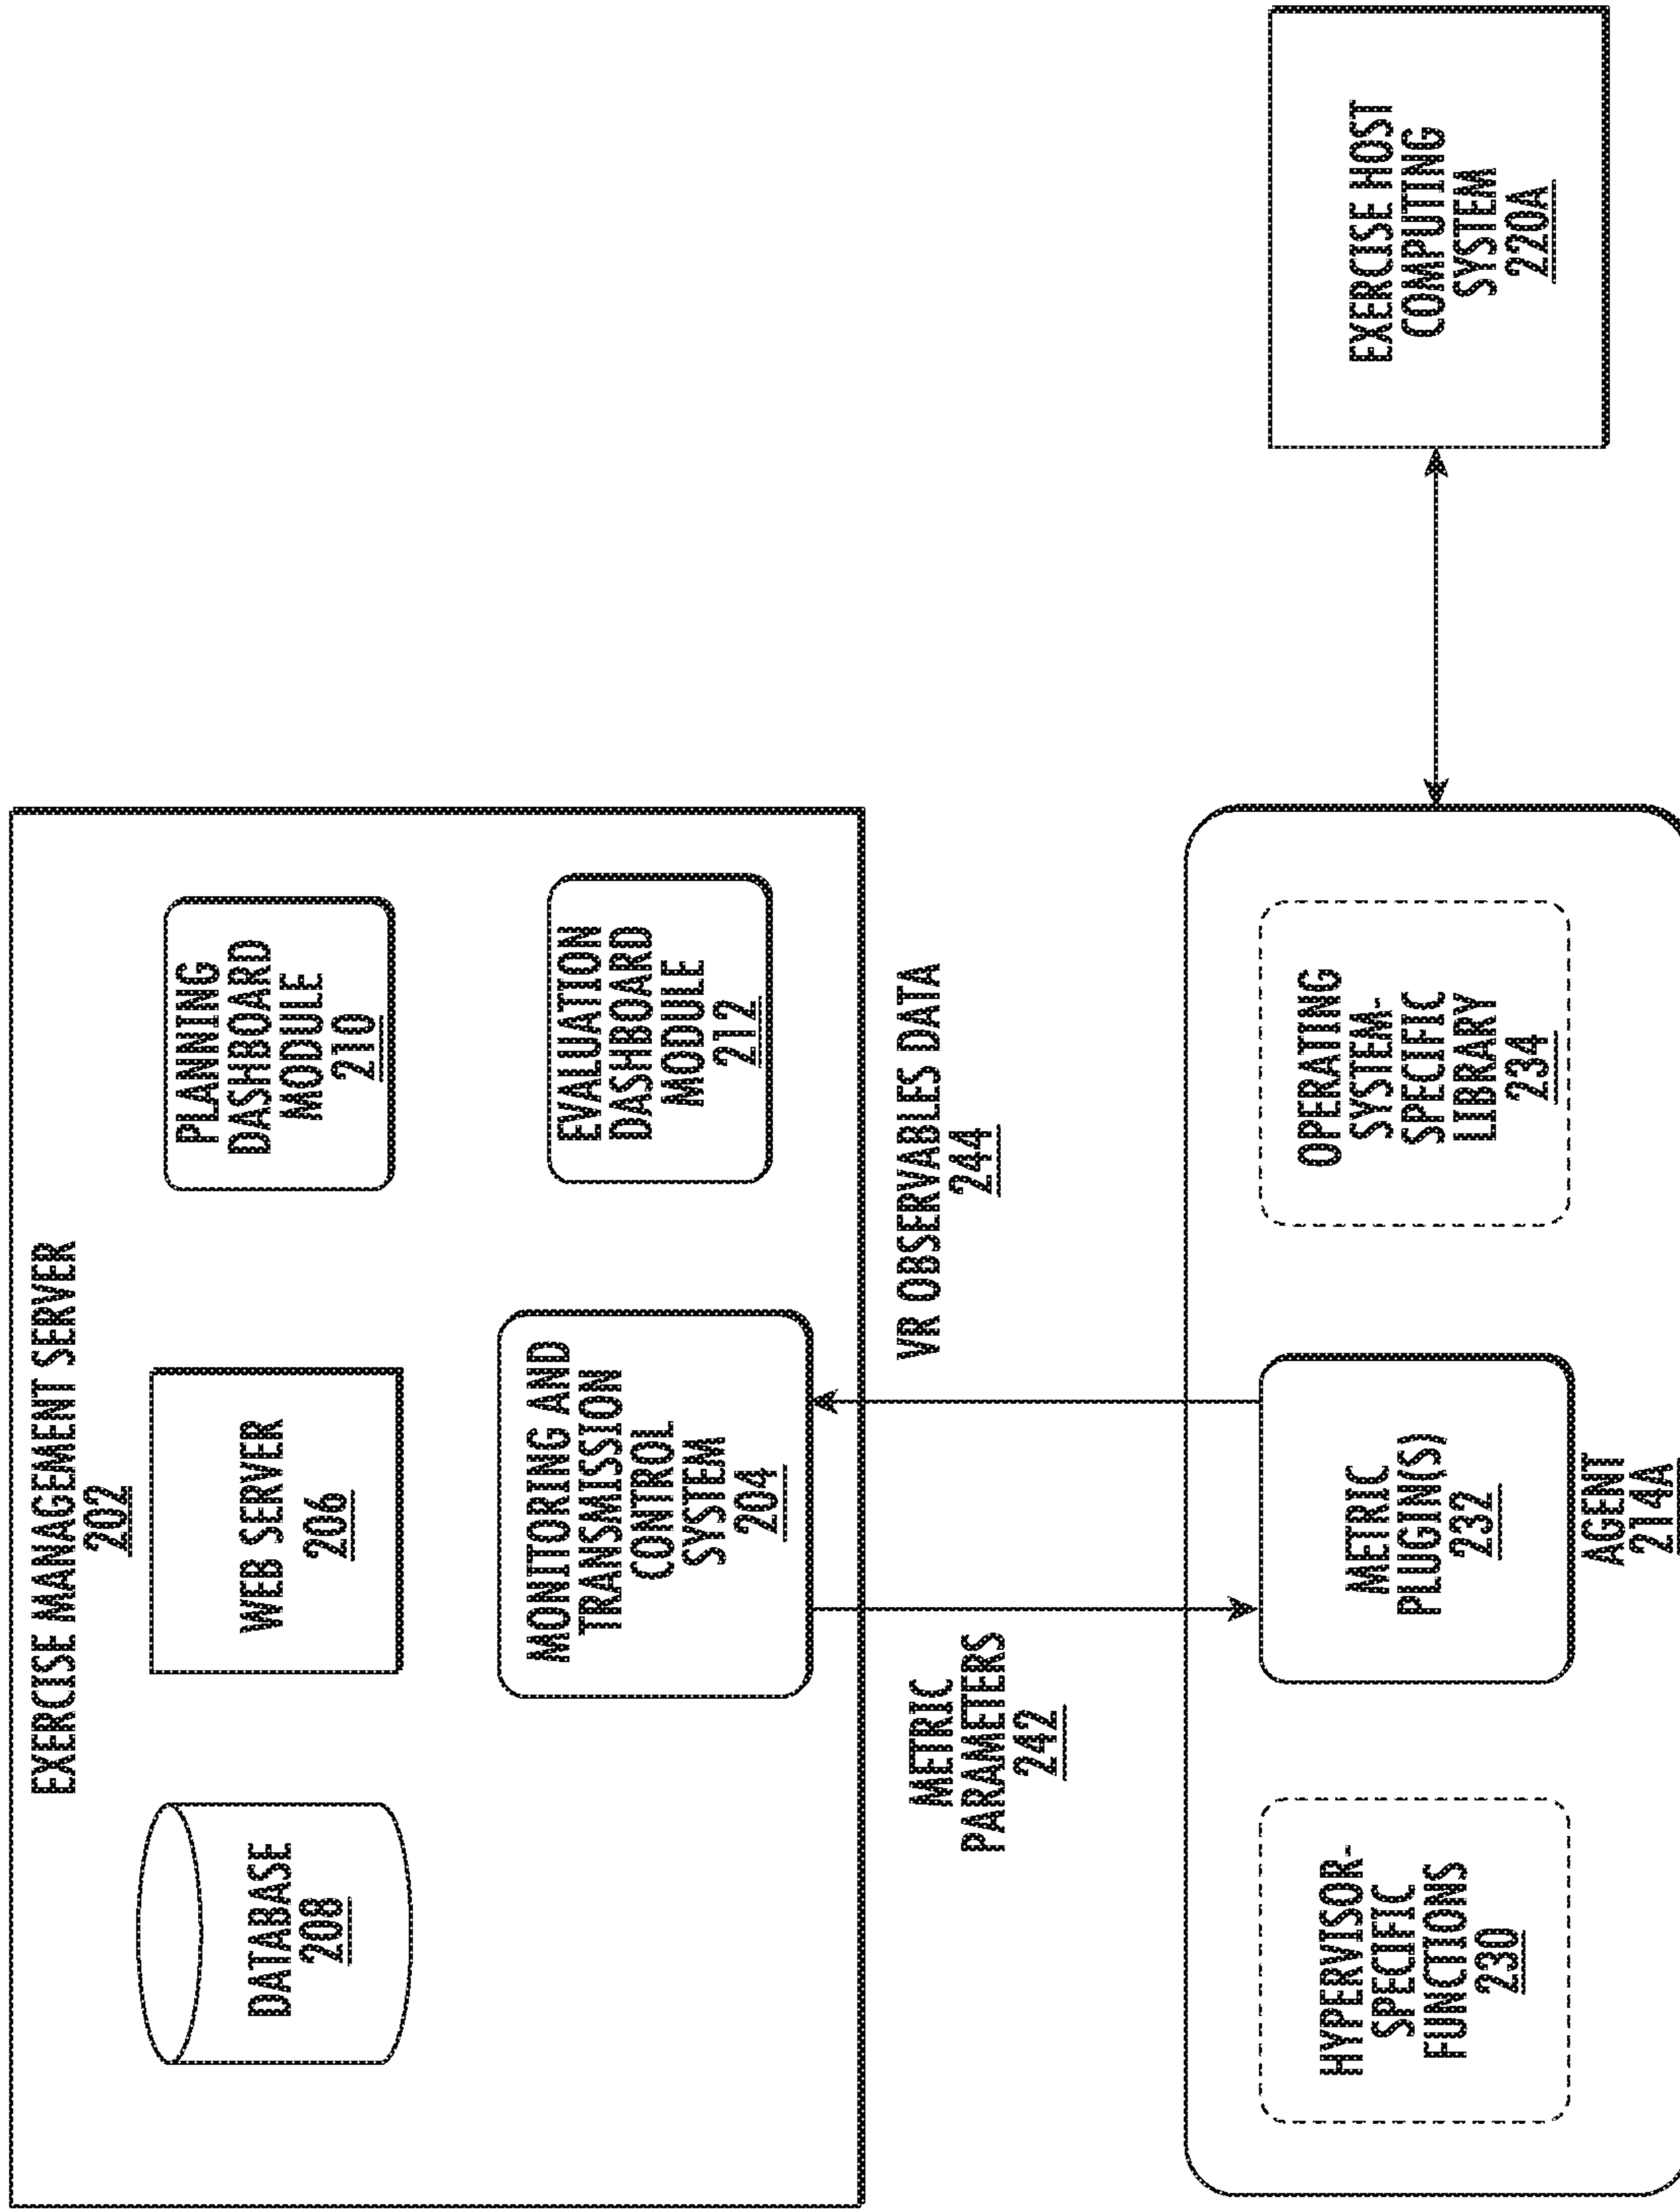 EXERCISE MANAGEMENT SERVER
202
DATABASE
208
WEB SERVER
206
PLANNING
DASHBOARD
MODULE
210
MONITORING AND
TRANSMISSION
CONTROL
SYSTEM
204
EVALUATION
DASHBOARD
MODULE
212
METRIC
PARAMETERS
242
VR OBSERVABLES DATA
244
HYPERVISOR-
SPECIFIC
FUNCTIONS
230
METRIC
PLUGIN(S)
232
OPERATING
SYSTEM-
SPECIFIC
LIBRARY
234
AGENT
214A
EXERCISE HOST
COMPUTING
SYSTEM
220A